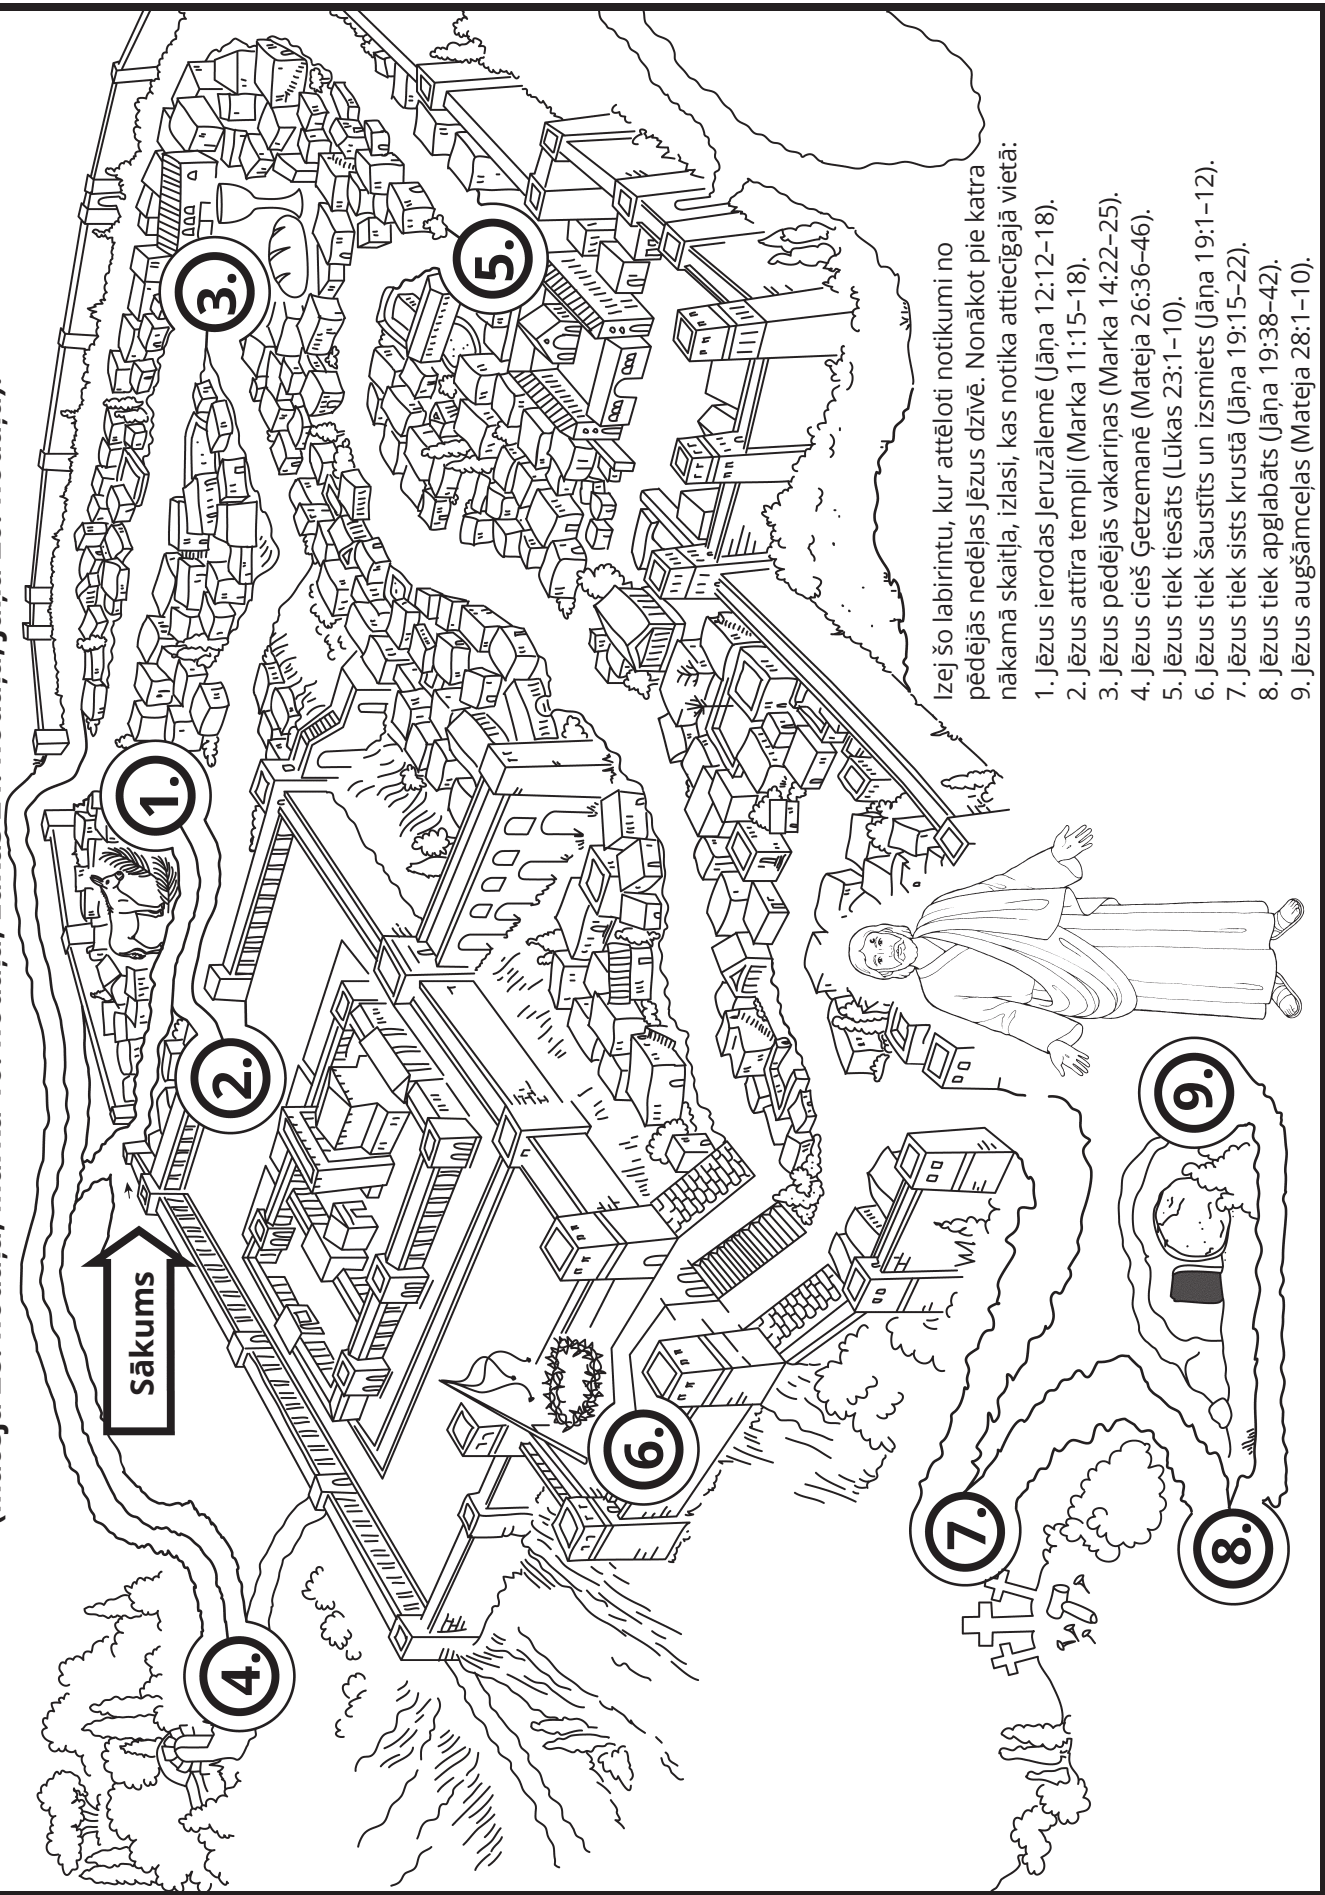 Sākums
1.
2.
3.
4.
5.
6.
7.
8.
9.
Izej šo labirintu, kur attēloti notikumi no
pēdējās nedēļas Jēzus dzīvē. Nonākot pie katra
nākamā skaitļa, izlasi, kas notika attiecīgajā vietā:
1. Jēzus ierodas Jeruzālemē (Jāņa 12:12–18).
2. Jēzus attīra templi (Marka 11:15–18).
3. Jēzus pēdējās vakariņas (Marka 14:22–25).
4. Jēzus cieš Ģetzemanē (Mateja 26:36–46).
5. Jēzus tiek tiesāts (Lūkas 23:1–10).
6. Jēzus tiek šaustīts un izsmiets (Jāņa 19:1–12).
7. Jēzus tiek sists krustā (Jāņa 19:15–22).
8. Jēzus tiek apglabāts (Jāņa 19:38–42).
9. Jēzus augšāmceļas (Mateja 28:1–10).